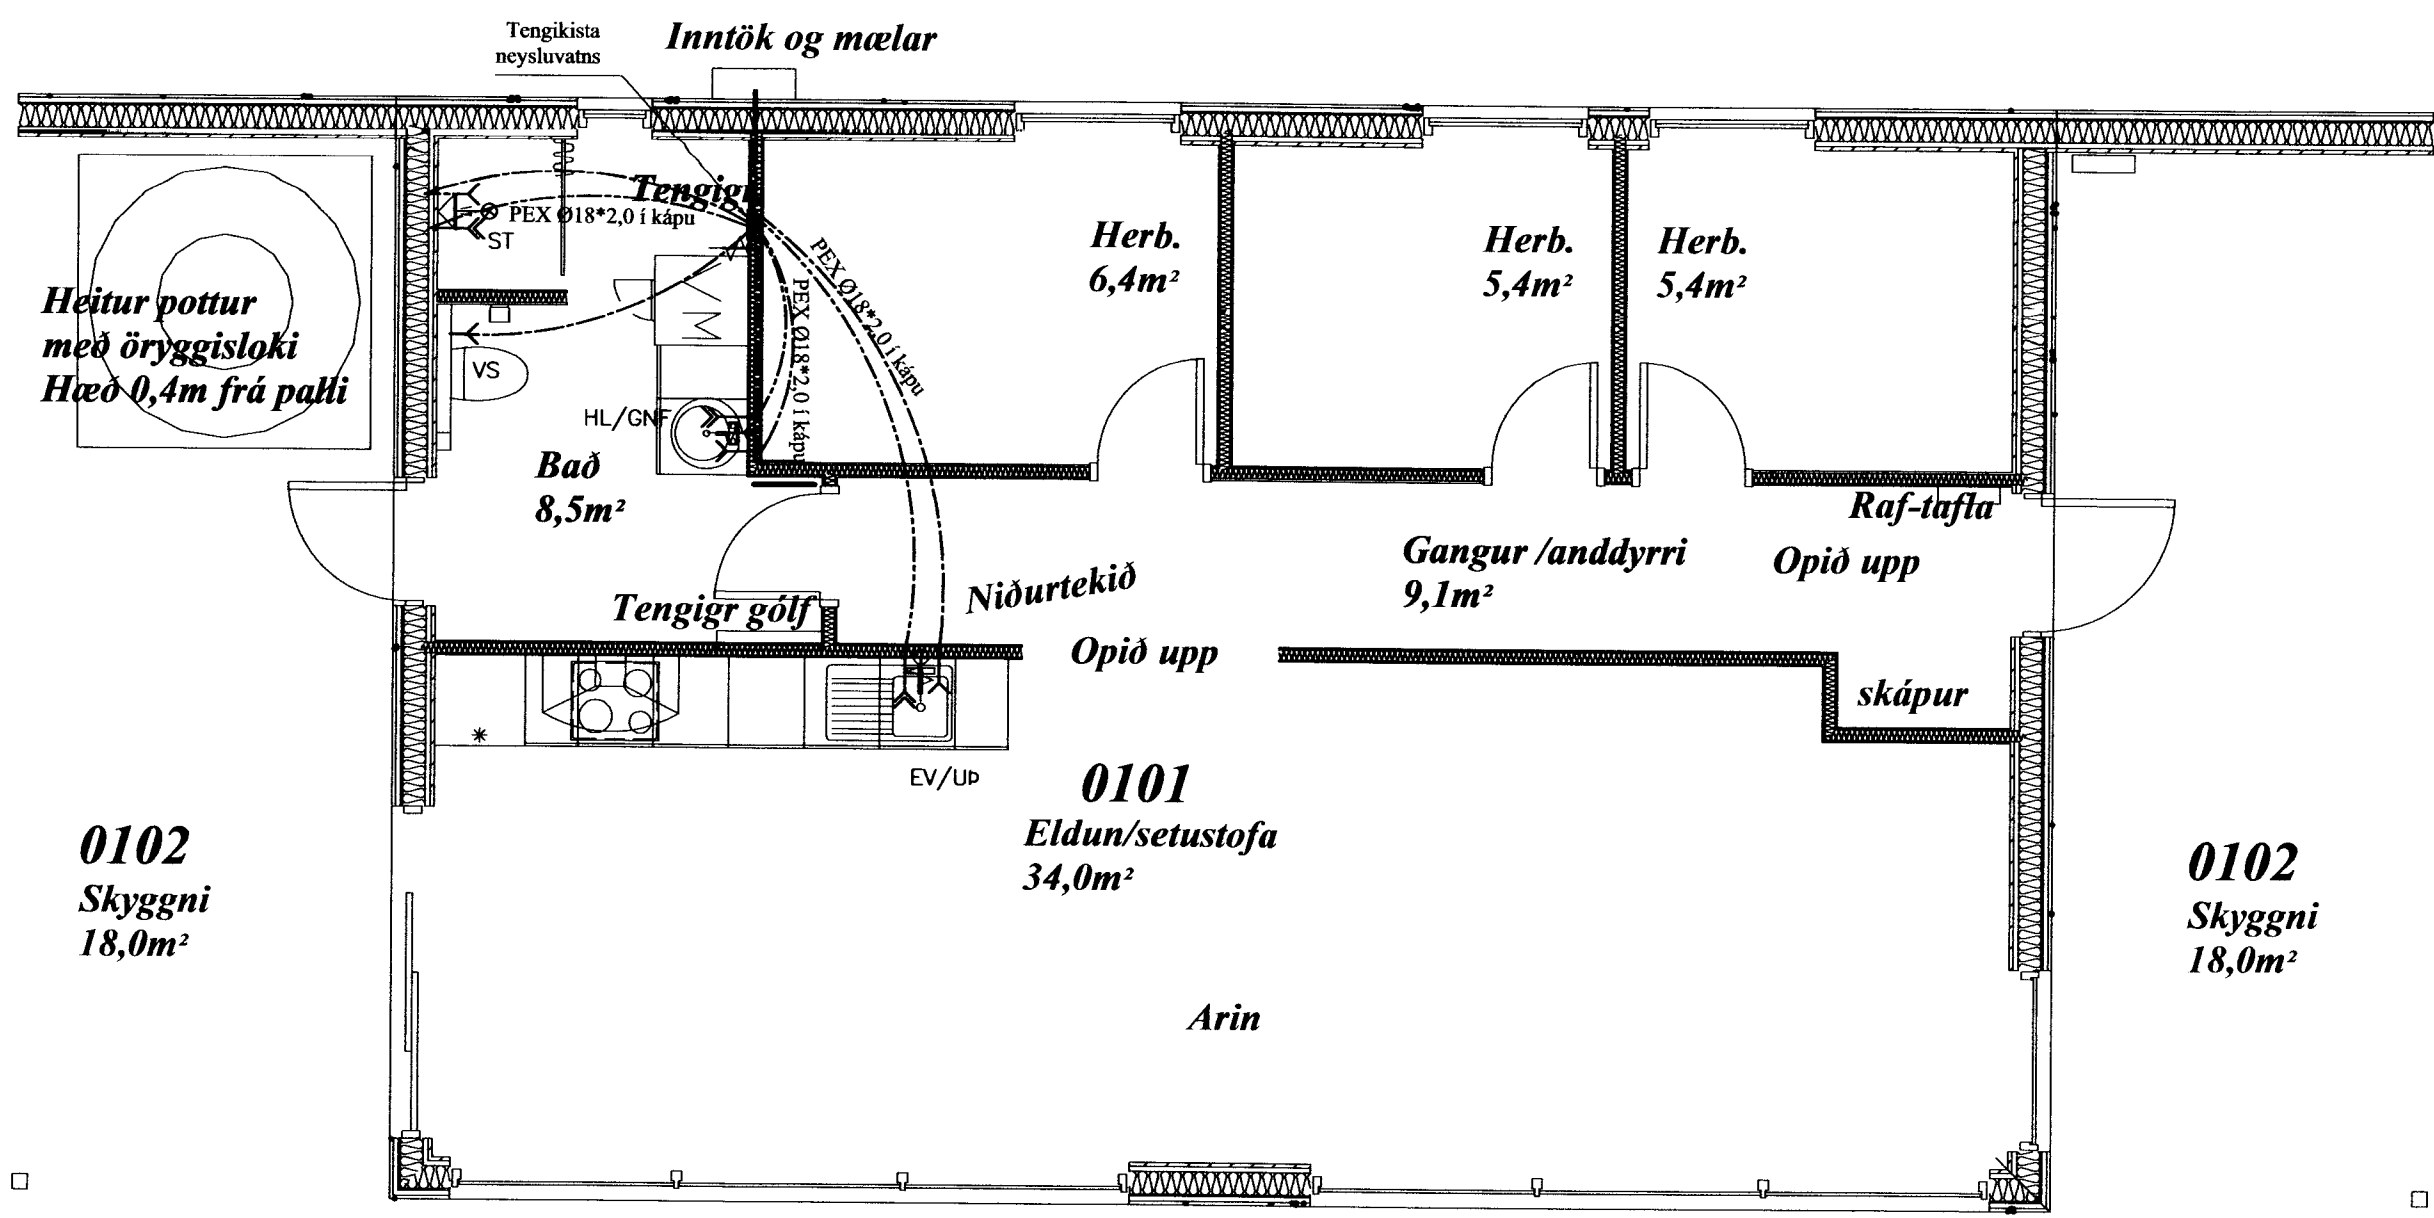 Tengikista
neysluvatns
Inntök og mælar
Tengigr
PEX Ø18*2,0 í kápu
ST
PEX Ø18*2,0 í kápu
PEX Ø18*2,0 í kápu
Herb.
6,4m²
Herb.
5,4m²
Herb.
5,4m²
Heitur pottur
með öryggisloki
Hæð 0,4m frá palli
VM
VS
HL/GNF
Bað
8,5m²
Raf-tafla
Gangur /anddyrri
9,1m²
Opið upp
Niðurtekið
Tengigr gólf
Opið upp
skápur
EV/UÞ
0101
Eldun/setustofa
34,0m²
0102
Skyggni
18,0m²
0102
Skyggni
18,0m²
Arin